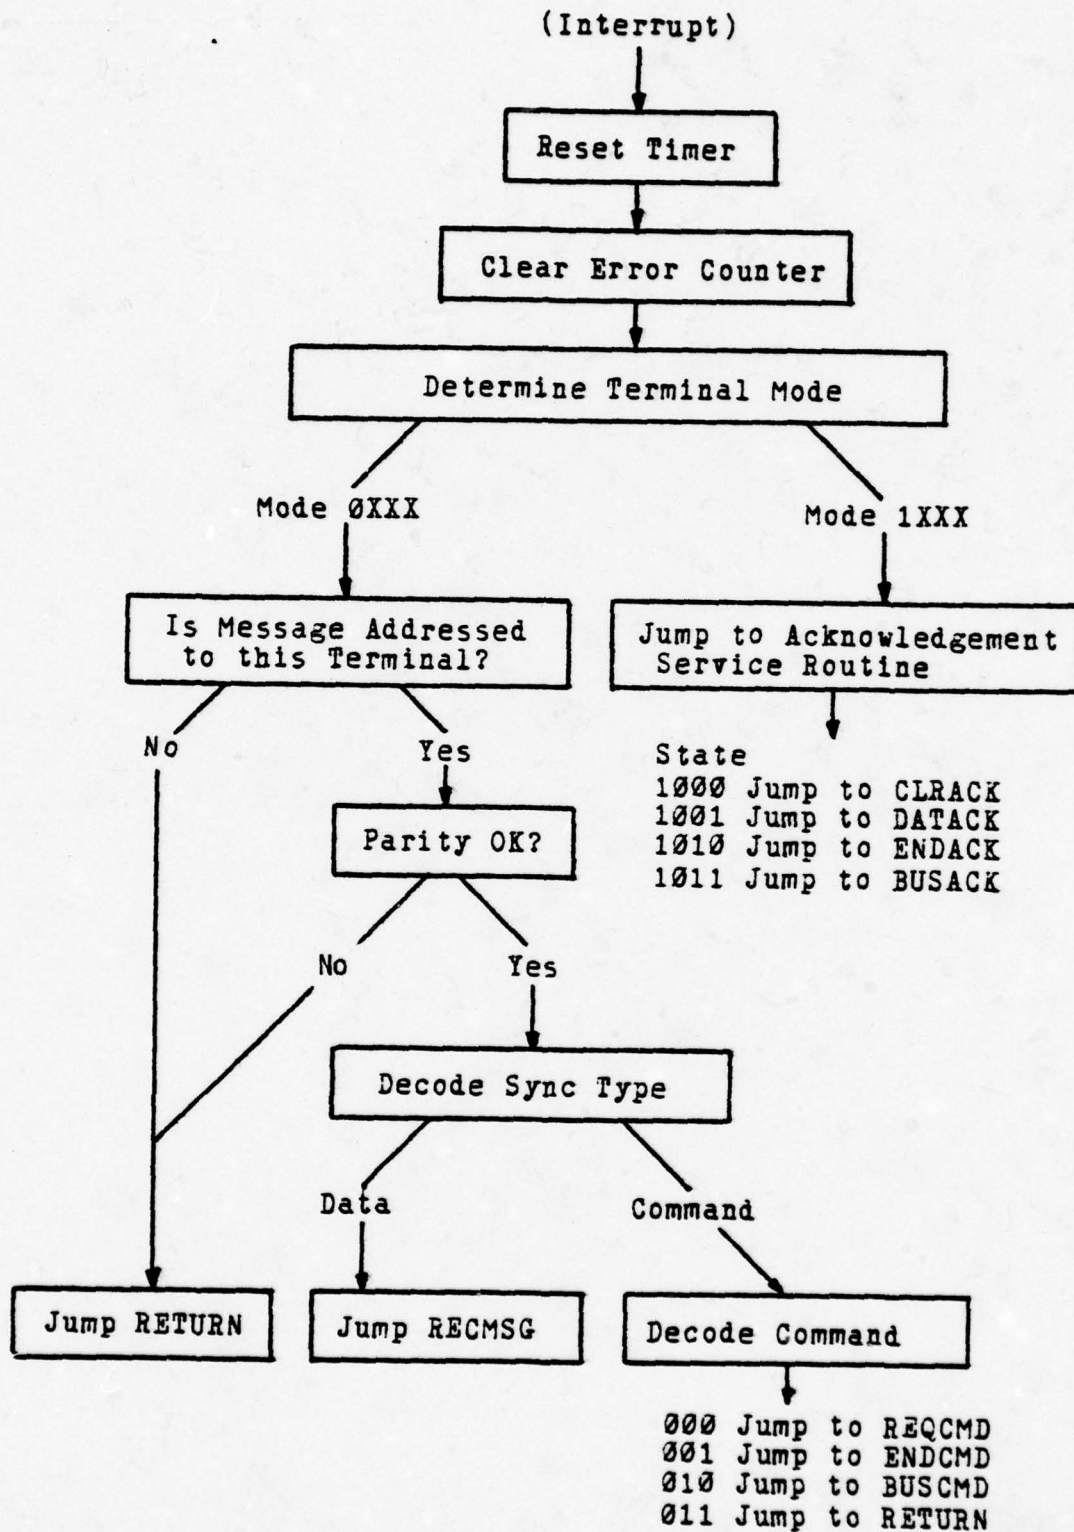 (Interrupt)
Reset Timer
Clear Error Counter
Determine Terminal Mode
Mode ØXXX
Mode 1XXX
Is Message Addressed
to this Terminal?
Jump to Acknowledgement
Service Routine
No
Yes
State
1ØØØ Jump to CLRACK
1ØØ1 Jump to DATACK
1Ø1Ø Jump to ENDACK
1Ø11 Jump to BUSACK
Parity OK?
No
Yes
Decode Sync Type
Data
Command
Jump RETURN
Jump RECMSG
Decode Command
ØØØ Jump to REQCMD
ØØ1 Jump to ENDCMD
Ø1Ø Jump to BUSCMD
Ø11 Jump to RETURN